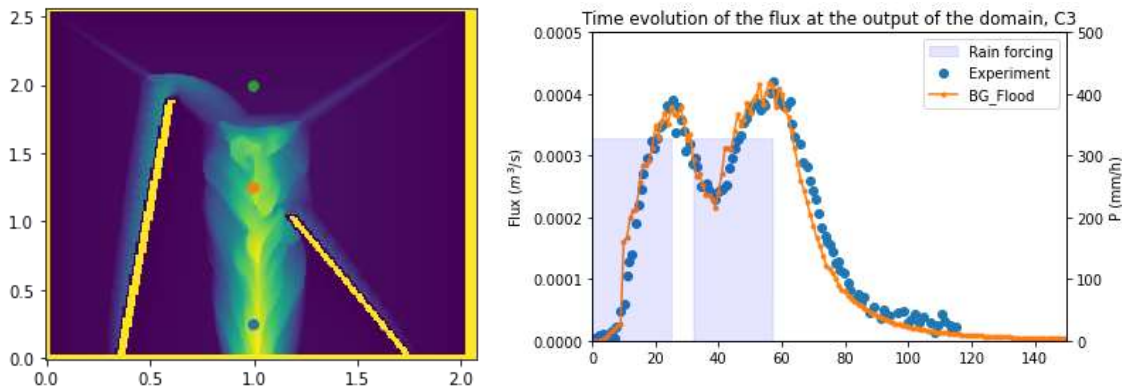 2.5
2.0
1.5
1.0
0.5
0.0
0.0 0.5 1.0 1.5 2.0
Time evolution of the flux at the output of the domain, C3
Flux (m³/s)
0.0005
0.0004
0.0003
0.0002
0.0001
0.0000
0 20 40 60 80 100 120 140
Rain forcing
Experiment
BG_Flood
500
400
300
200
100
0
P (mm/h)